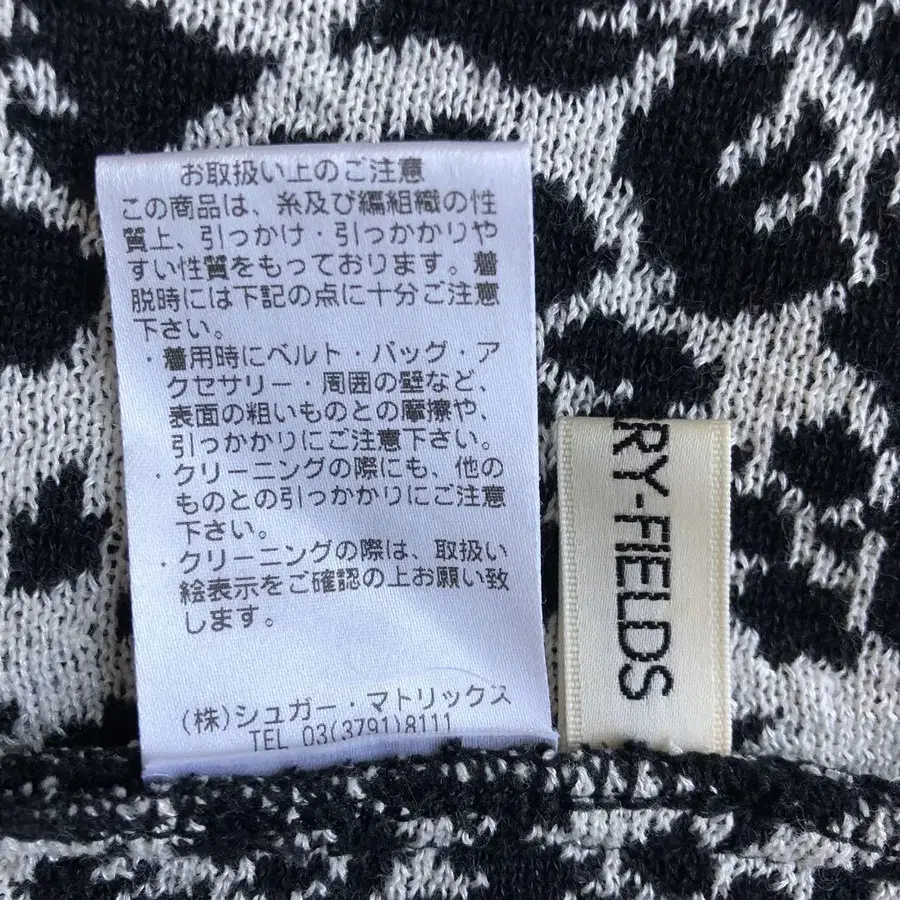 お取扱い上のご注意
この商品は、糸及び編組織の性
質上、引っかけ・引っかかりや
すい性質をもっております。着
脱時には下記の点に十分ご注意
下さい。
・着用時にベルト・バッグ・ア
クセサリー・周囲の壁など、
表面の粗いものとの摩擦や、
引っかかりにご注意下さい。
・クリーニングの際にも、他の
ものとの引っかかりにご注意
下さい。
・クリーニングの際は、取扱い
絵表示をご確認の上お願い致
します。
(株)シュガー・マトリックス
TEL 03(3791)8111
RY-FIELDS